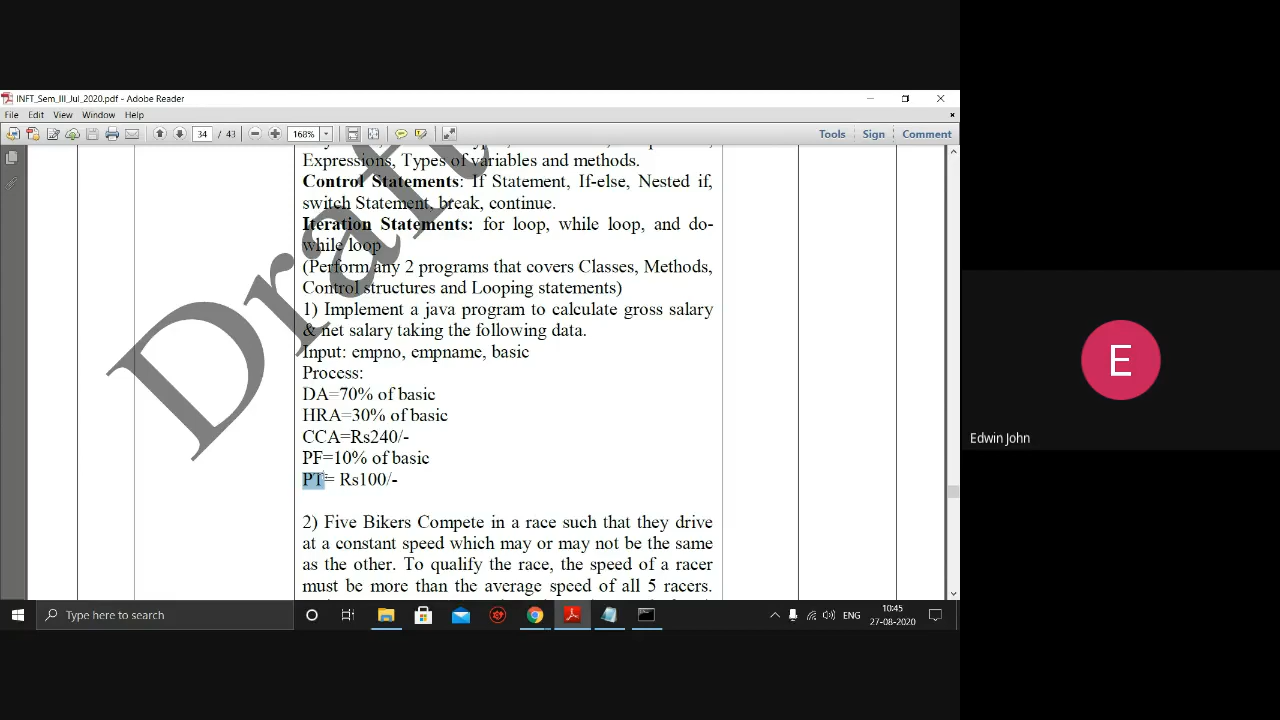 INFT_Sem_III_Jul_2020.pdf - Adobe Reader
File Edit View Window Help
34 / 43 168% Tools Sign Comment
Expressions, Types of variables and methods.
Control Statements: If Statement, If-else, Nested if,
switch Statement, break, continue.
Iteration Statements: for loop, while loop, and do-
while loop
(Perform any 2 programs that covers Classes, Methods,
Control structures and Looping statements)
1) Implement a java program to calculate gross salary
& net salary taking the following data.
Input: empno, empname, basic
Process:
DA=70% of basic
HRA=30% of basic
CCA=Rs240/-
PF=10% of basic
PT= Rs100/-
2) Five Bikers Compete in a race such that they drive
at a constant speed which may or may not be the same
as the other. To qualify the race, the speed of a racer
must be more than the average speed of all 5 racers.
Draft
E
Edwin John
Type here to search
ENG
10:45
27-08-2020